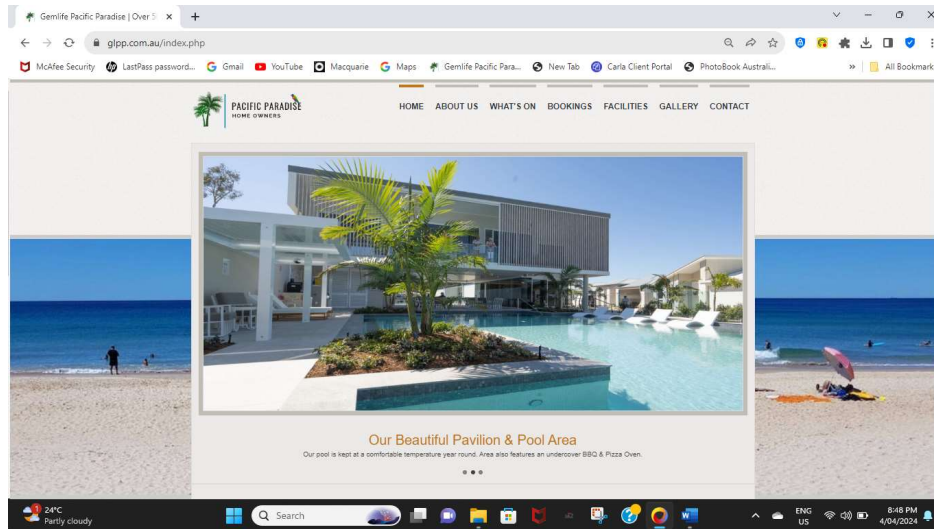 Gemlife Pacific Paradise | Over 5
glpp.com.au/index.php
McAfee Security
LastPass password...
Gmail
YouTube
Macquarie
Maps
Gemlife Pacific Para...
New Tab
Carla Client Portal
PhotoBook Australi...
»
All Bookmark
PACIFIC PARADISE
HOME OWNERS
HOME ABOUT US WHAT'S ON BOOKINGS FACILITIES GALLERY CONTACT
Our Beautiful Pavilion & Pool Area
Our pool is kept at a comfortable temperature year round. Area also features an undercover BBQ & Pizza Oven.
1
24°C
Partly cloudy
Search
ENG
US
8:48 PM
4/04/2024